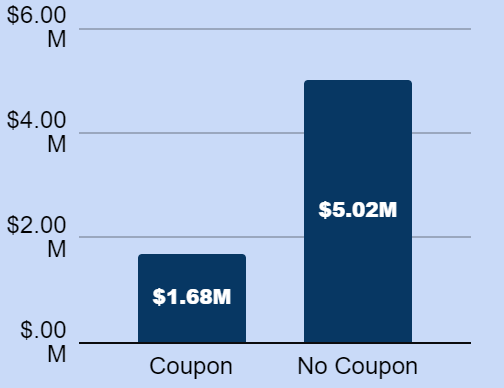 $6.00
M
$4.00
M
$2.00
M
$.00
M
$5.02M
$1.68M
Coupon
No Coupon